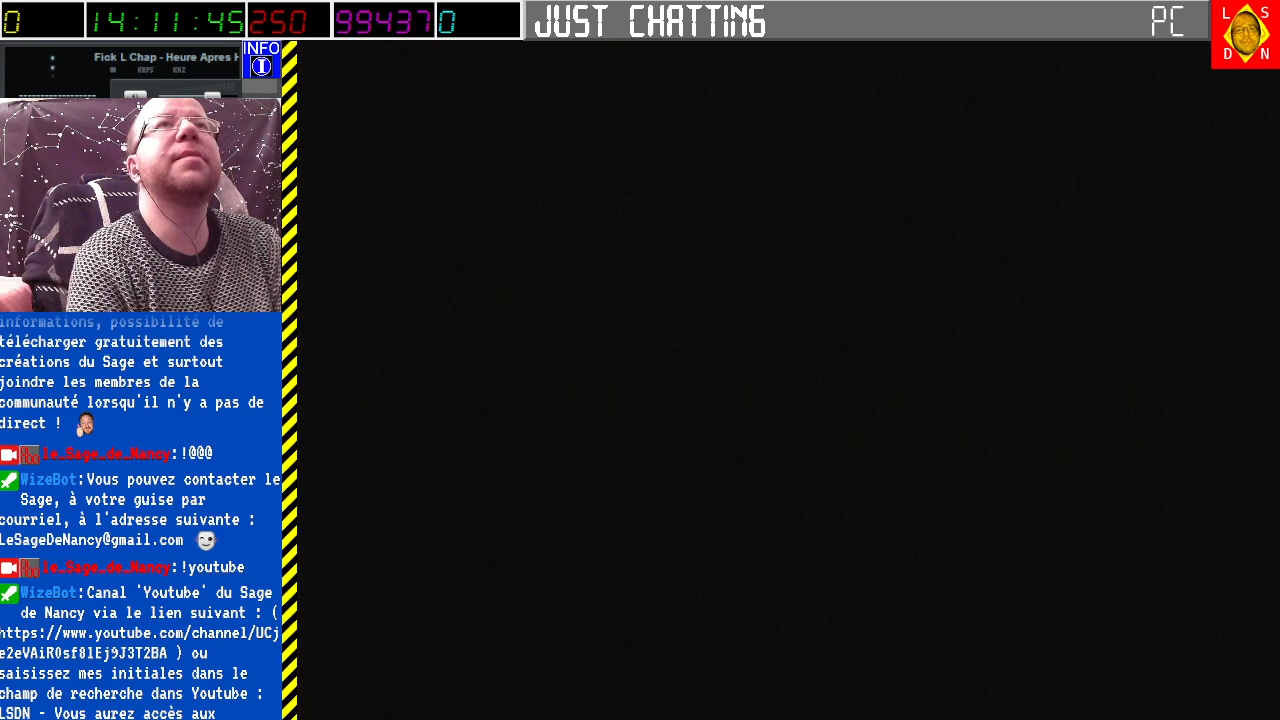 0 14:11:45 250 99437 0 JUST CHATTING PC
L S
D N
Fick L Chap - Heure Apres H
KBPS KHZ
INFO
informations, possibilité de
télécharger gratuitement des
créations du Sage et surtout
joindre les membres de la
communauté lorsqu'il n'y a pas de
direct !
le_Sage_de_Nancy:!@@@
WizeBot:Vous pouvez contacter le
Sage, à votre guise par
courriel, à l'adresse suivante :
LeSageDeNancy@gmail.com
le_Sage_de_Nancy:!youtube
WizeBot:Canal 'Youtube' du Sage
de Nancy via le lien suivant : (
https://www.youtube.com/channel/UCj
e2eVAiR0sf81Ej9J3T2BA ) ou
saisissez mes initiales dans le
champ de recherche dans Youtube :
LSDN - Vous aurez accès aux